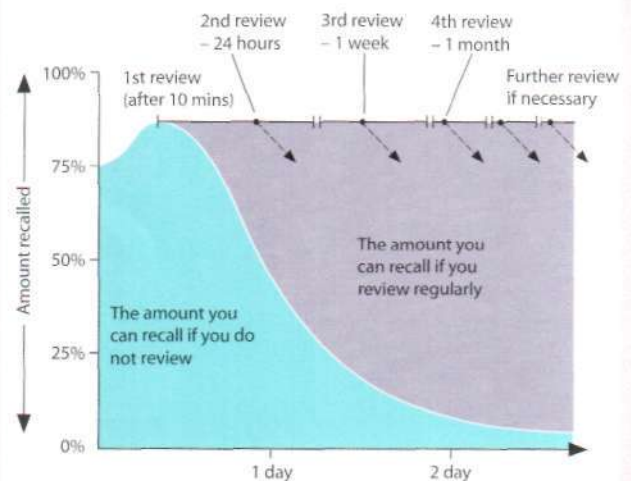 2nd review
– 24 hours
3rd review
– 1 week
4th review
– 1 month
100%
1st review
(after 10 mins)
Further review
if necessary
75%
50%
25%
0%
Amount recalled
The amount you
can recall if you
review regularly
The amount you
can recall if you do
not review
1 day
2 day